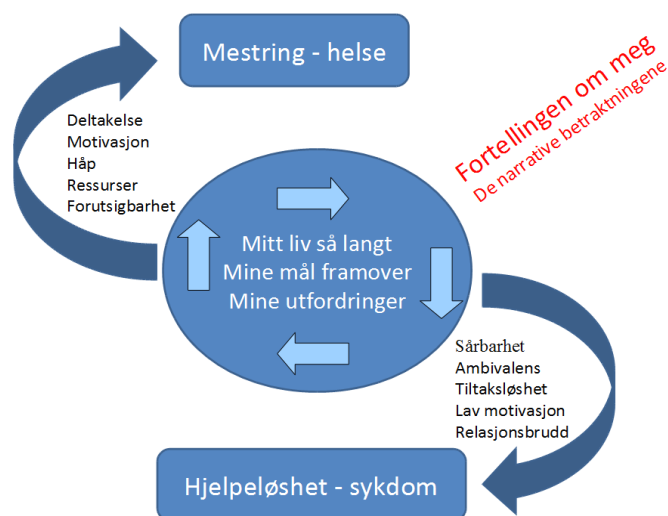 Mestring - helse
Fortellingen om meg
De narrative betraktningene
Deltakelse
Motivasjon
Håp
Ressurser
Forutsigbarhet
Mitt liv så langt
Mine mål framover
Mine utfordringer
Sårbarhet
Ambivalens
Tiltaksløshet
Lav motivasjon
Relasjonsbrudd
Hjelpeløshet - sykdom